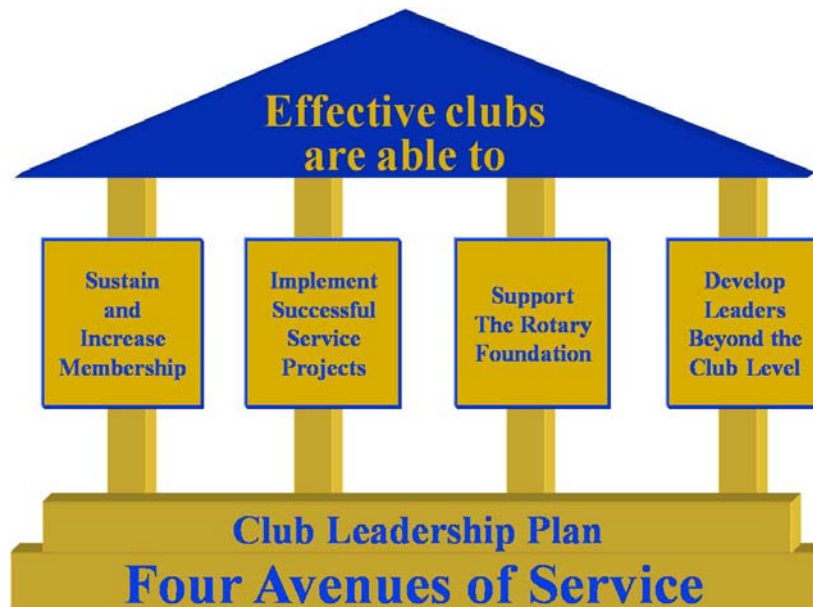 Effective clubs
are able to
Sustain
and
Increase
Membership
Implement
Successful
Service
Projects
Support
The Rotary
Foundation
Develop
Leaders
Beyond the
Club Level
Club Leadership Plan
Four Avenues of Service